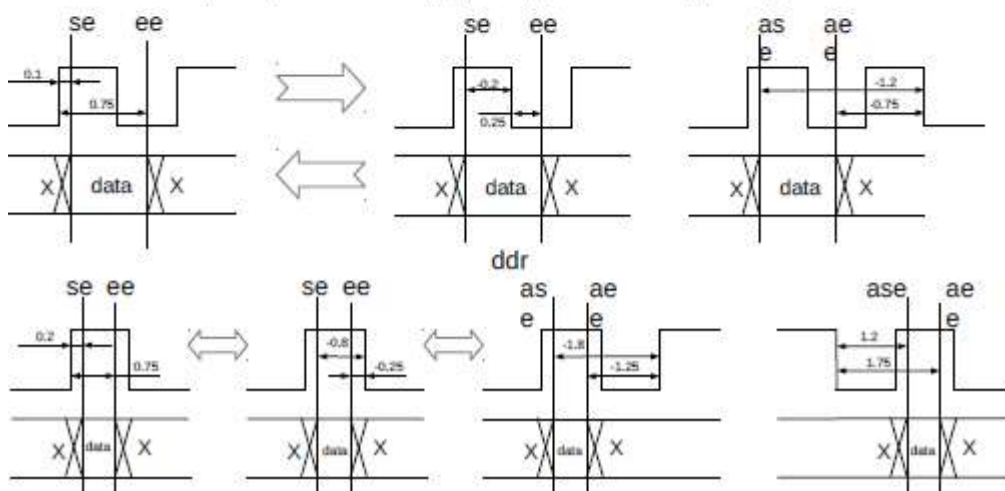 se ee
0.1
0.75
X data X
se ee
-0.2
0.25
X data X
as
e
ae
e
-1.2
-0.75
X data X
ddr
se ee
0.2
0.75
X data X
se ee
-0.8
-0.25
X data X
as
e
ae
e
-1.8
-1.25
X data X
ase
ae
e
1.2
1.75
X data X